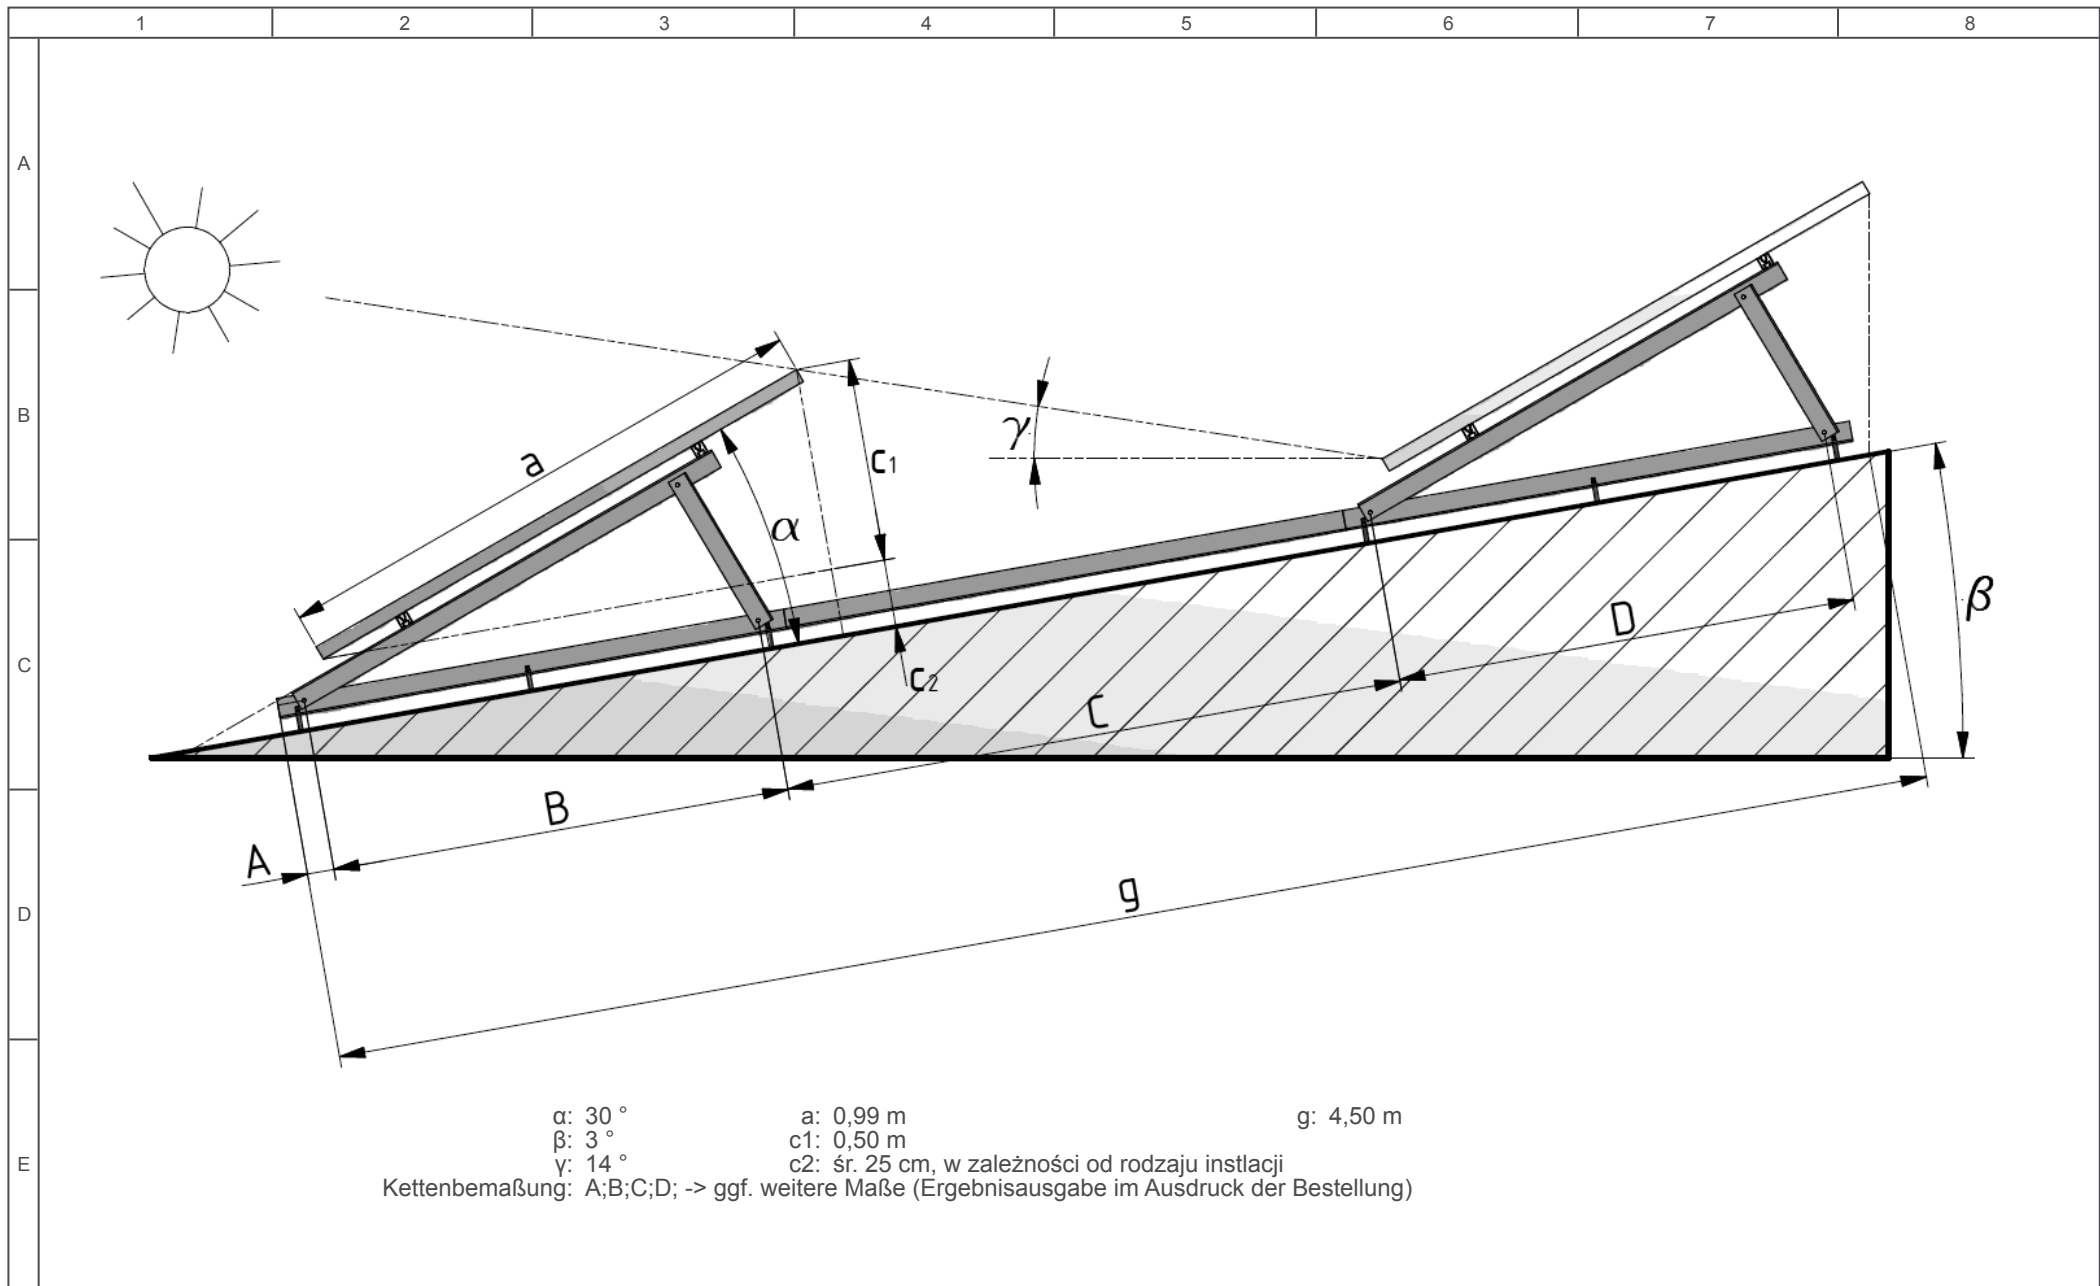 1 2 3 4 5 6 7 8
A
B
C
D
E
a
c1
γ
α
c2
β
D
C
B
A
g
α: 30 ° a: 0,99 m g: 4,50 m
β: 3 ° c1: 0,50 m
γ: 14 ° c2: śr. 25 cm, w zależności od rodzaju instlacji
Kettenbemaßung: A;B;C;D; -> ggf. weitere Maße (Ergebnisausgabe im Ausdruck der Bestellung)